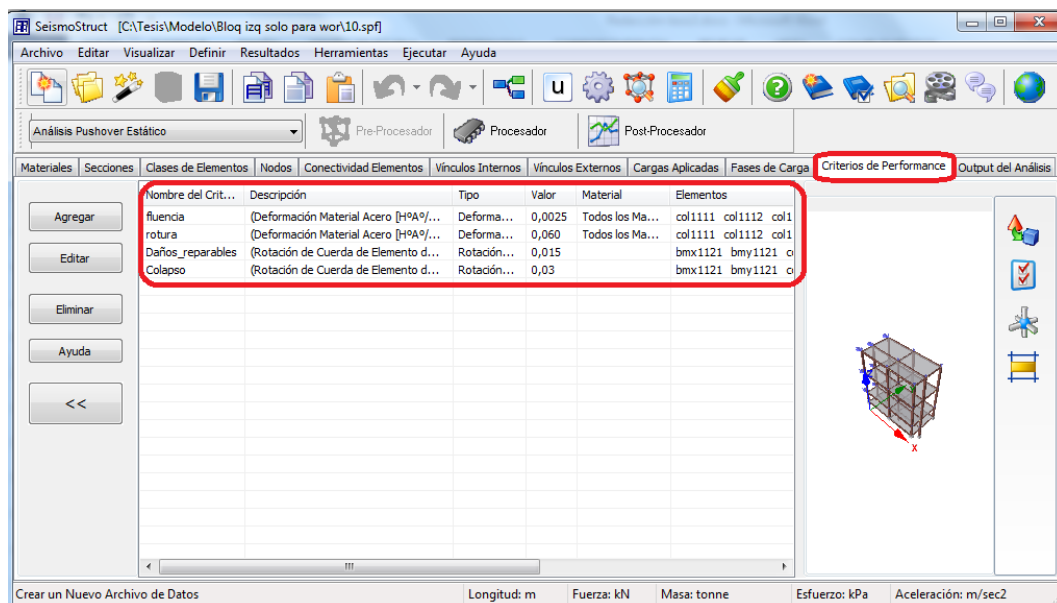 SeismoStruct [C:\Tesis\Modelo\Bloq izq solo para wor\10.spf]
Archivo Editar Visualizar Definir Resultados Herramientas Ejecutar Ayuda
u
Análisis Pushover Estático Pre-Procesador Procesador Post-Procesador
Materiales Secciones Clases de Elementos Nodos Conectividad Elementos Vínculos Internos Vínculos Externos Cargas Aplicadas Fases de Carga Criterios de Performance Output del Análisis
Nombre del Crit... Descripción Tipo Valor Material Elementos
Agregar
fluencia (Deformación Material Acero [HºAº/... Deforma... 0,0025 Todos los Ma... col1111 col1112 col1
rotura (Deformación Material Acero [HºAº/... Deforma... 0,060 Todos los Ma... col1111 col1112 col1
Editar
Daños_reparables (Rotación de Cuerda de Elemento d... Rotación... 0,015 bmx1121 bmy1121
Colapso (Rotación de Cuerda de Elemento d... Rotación... 0,03 bmx1121 bmy1121
Eliminar
Ayuda
<<
X
Crear un Nuevo Archivo de Datos Longitud: m Fuerza: kN Masa: tonne Esfuerzo: kPa Aceleración: m/sec2